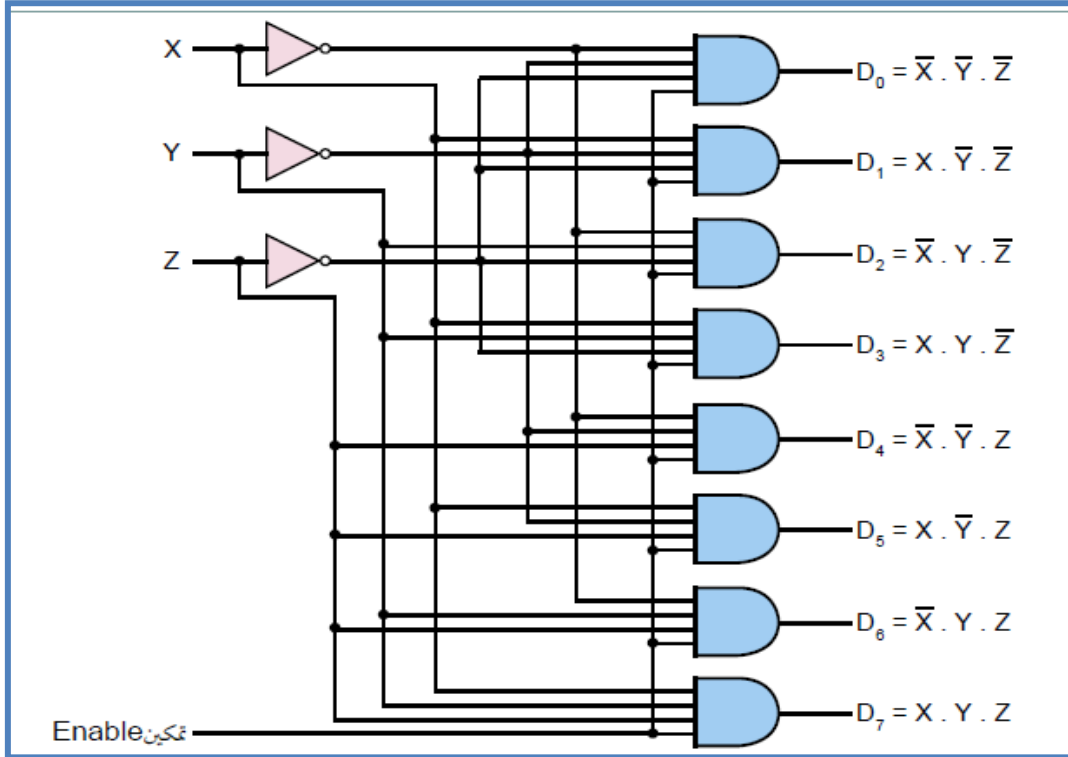 X
D₀ = X̅ . Y̅ . Z̅
Y
D₁ = X . Y̅ . Z̅
Z
D₂ = X̅ . Y . Z̅
D₃ = X . Y . Z̅
D₄ = X̅ . Y̅ . Z
D₅ = X . Y̅ . Z
D₆ = X̅ . Y . Z
D₇ = X . Y . Z
Enable تمكين